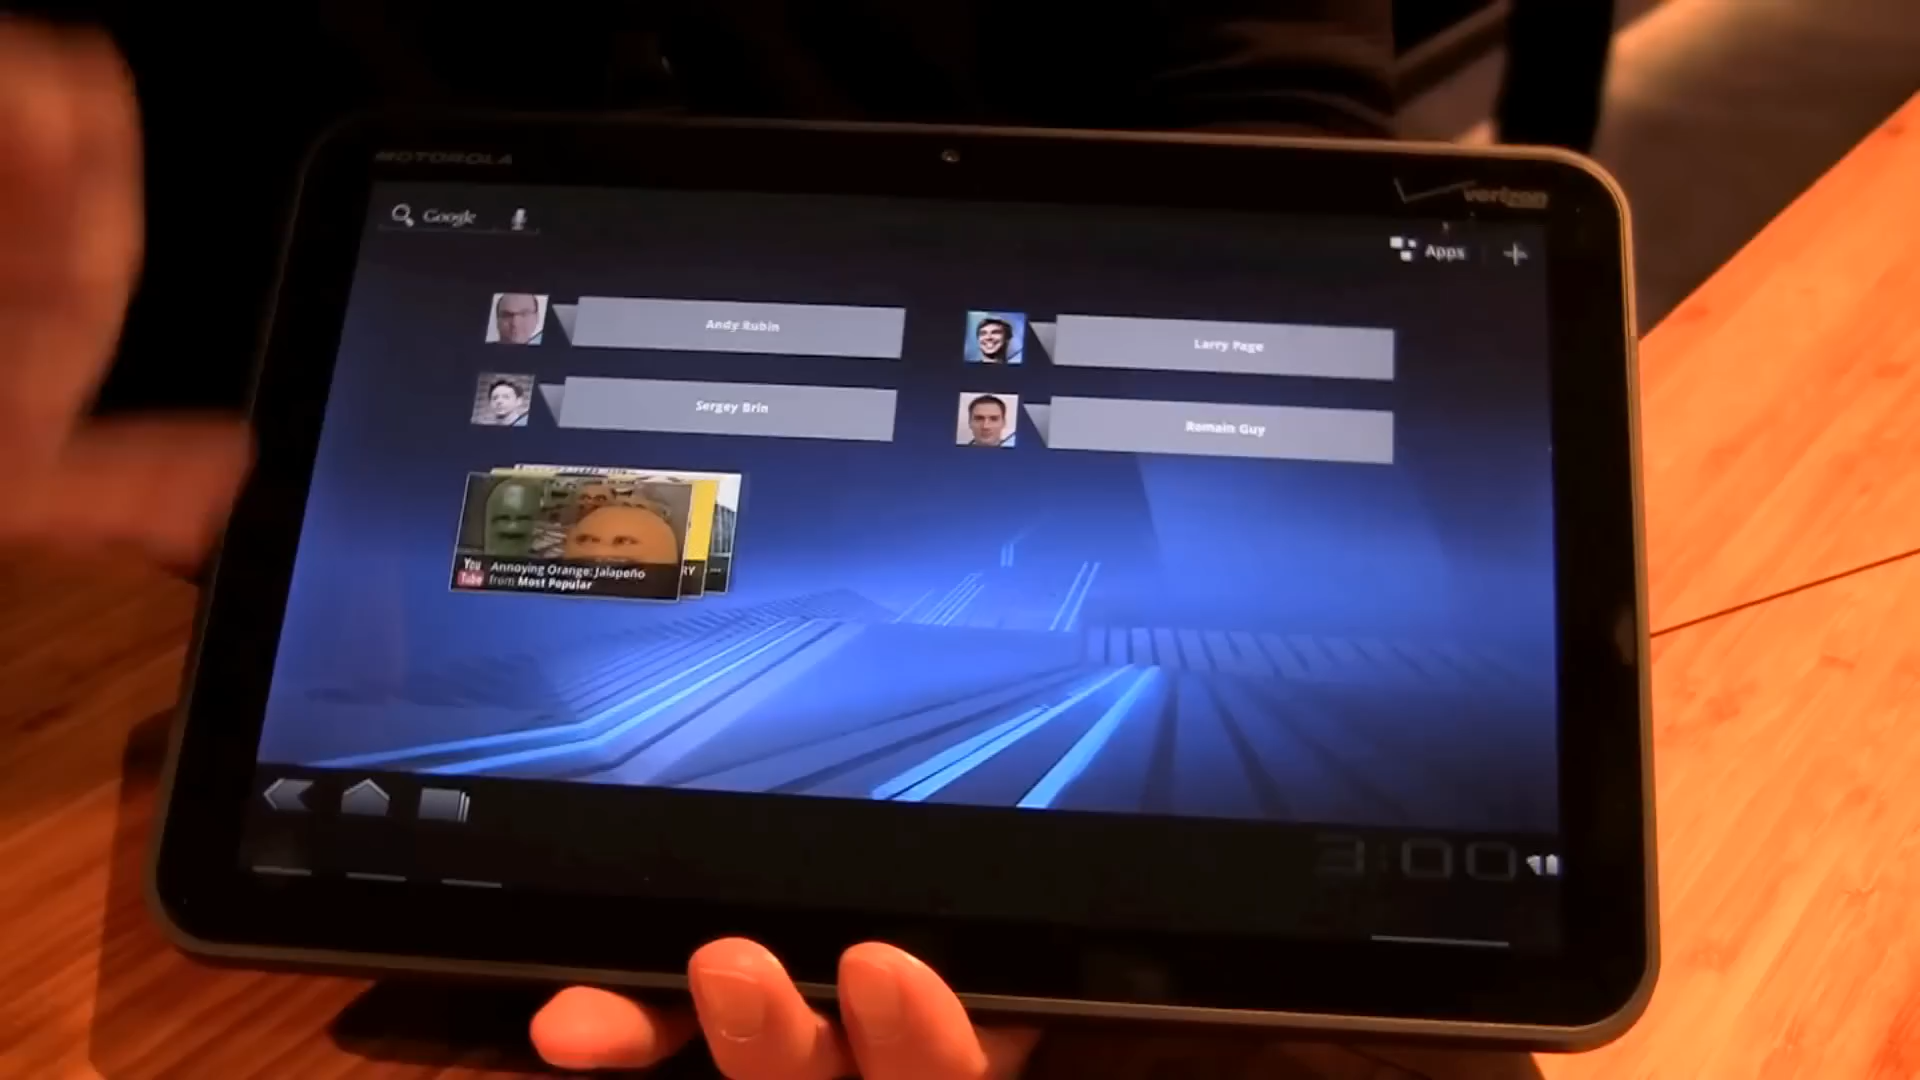 MOTOROLA
verizon
Google
Apps
Andy Rubin
Larry Page
Sergey Brin
Romain Guy
You
Tube
Annoying Orange: Jalapeño
from Most Popular
RY
...
3:00